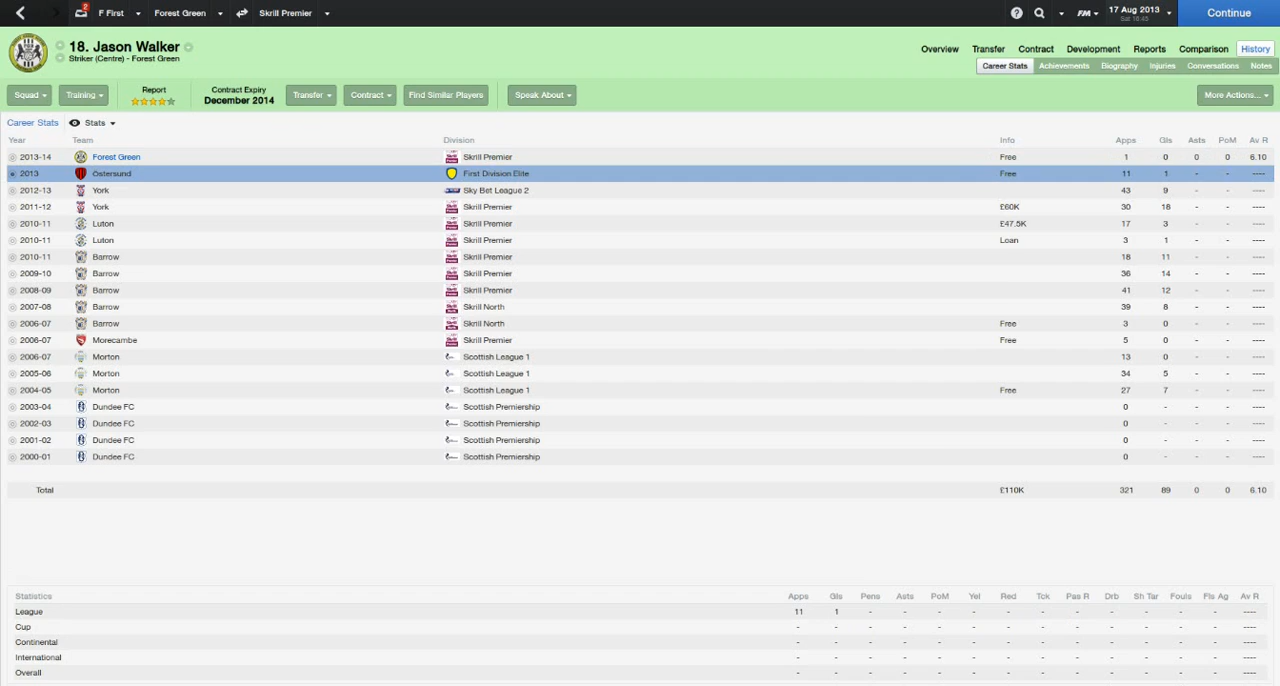 2
F First
Forest Green
Skrill Premier
FM
17 Aug 2013
Sat 16:45
Continue
18. Jason Walker
Striker (Centre) - Forest Green
Overview Transfer Contract Development Reports Comparison History
Career Stats Achievements Biography Injuries Conversations Notes
Squad Training Report Contract Expiry December 2014 Transfer Contract Find Similar Players Speak About More Actions...
Career Stats Stats
Year Team Division Info Apps Gls Asts PoM Av R
2013-14 Forest Green Skrill Premier Free 1 0 0 0 6.10
2013 Ostersund First Division Elite Free 11 1 - - ----
2012-13 York Sky Bet League 2 43 9 - - ----
2011-12 York Skrill Premier £60K 30 18 - - ----
2010-11 Luton Skrill Premier £47.5K 17 3 - - ----
2010-11 Luton Skrill Premier Loan 3 1 - - ----
2010-11 Barrow Skrill Premier 18 11 - - ----
2009-10 Barrow Skrill Premier 36 14 - - ----
2008-09 Barrow Skrill Premier 41 12 - - ----
2007-08 Barrow Skrill North 39 8 - - ----
2006-07 Barrow Skrill North Free 3 0 - - ----
2006-07 Morecambe Skrill Premier Free 5 0 - - ----
2006-07 Morton Scottish League 1 13 0 - - ----
2005-06 Morton Scottish League 1 34 5 - - ----
2004-05 Morton Scottish League 1 Free 27 7 - - ----
2003-04 Dundee FC Scottish Premiership 0 - - - ----
2002-03 Dundee FC Scottish Premiership 0 - - - ----
2001-02 Dundee FC Scottish Premiership 0 - - - ----
2000-01 Dundee FC Scottish Premiership 0 - - - ----
Total £110K 321 89 0 0 6.10
Statistics Apps Gls Pens Asts PoM Yel Red Tck Pas R Drb Sh Tar Fouls Fls Ag Av R
League 11 1 - - - - - - - - - - - ----
Cup - - - - - - - - - - - - - ----
Continental - - - - - - - - - - - - - ----
International - - - - - - - - - - - - - ----
Overall - - - - - - - - - - - - - ----